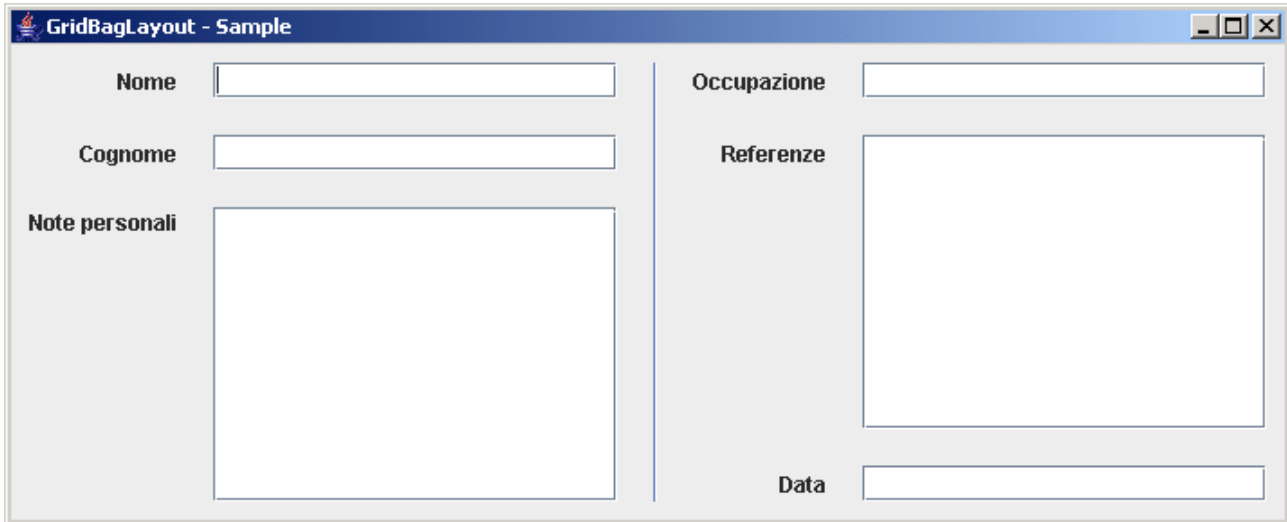 GridBagLayout - Sample
Nome
Cognome
Note personali
Occupazione
Referenze
Data